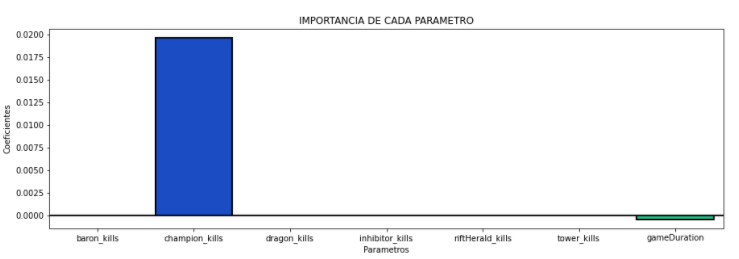 IMPORTANCIA DE CADA PARAMETRO
0.0200
0.0175
0.0150
0.0125
0.0100
0.0075
0.0050
0.0025
0.0000
Coeficientes
baron_kills champion_kills dragon_kills inhibitor_kills riftHerald_kills tower_kills gameDuration
Parametros